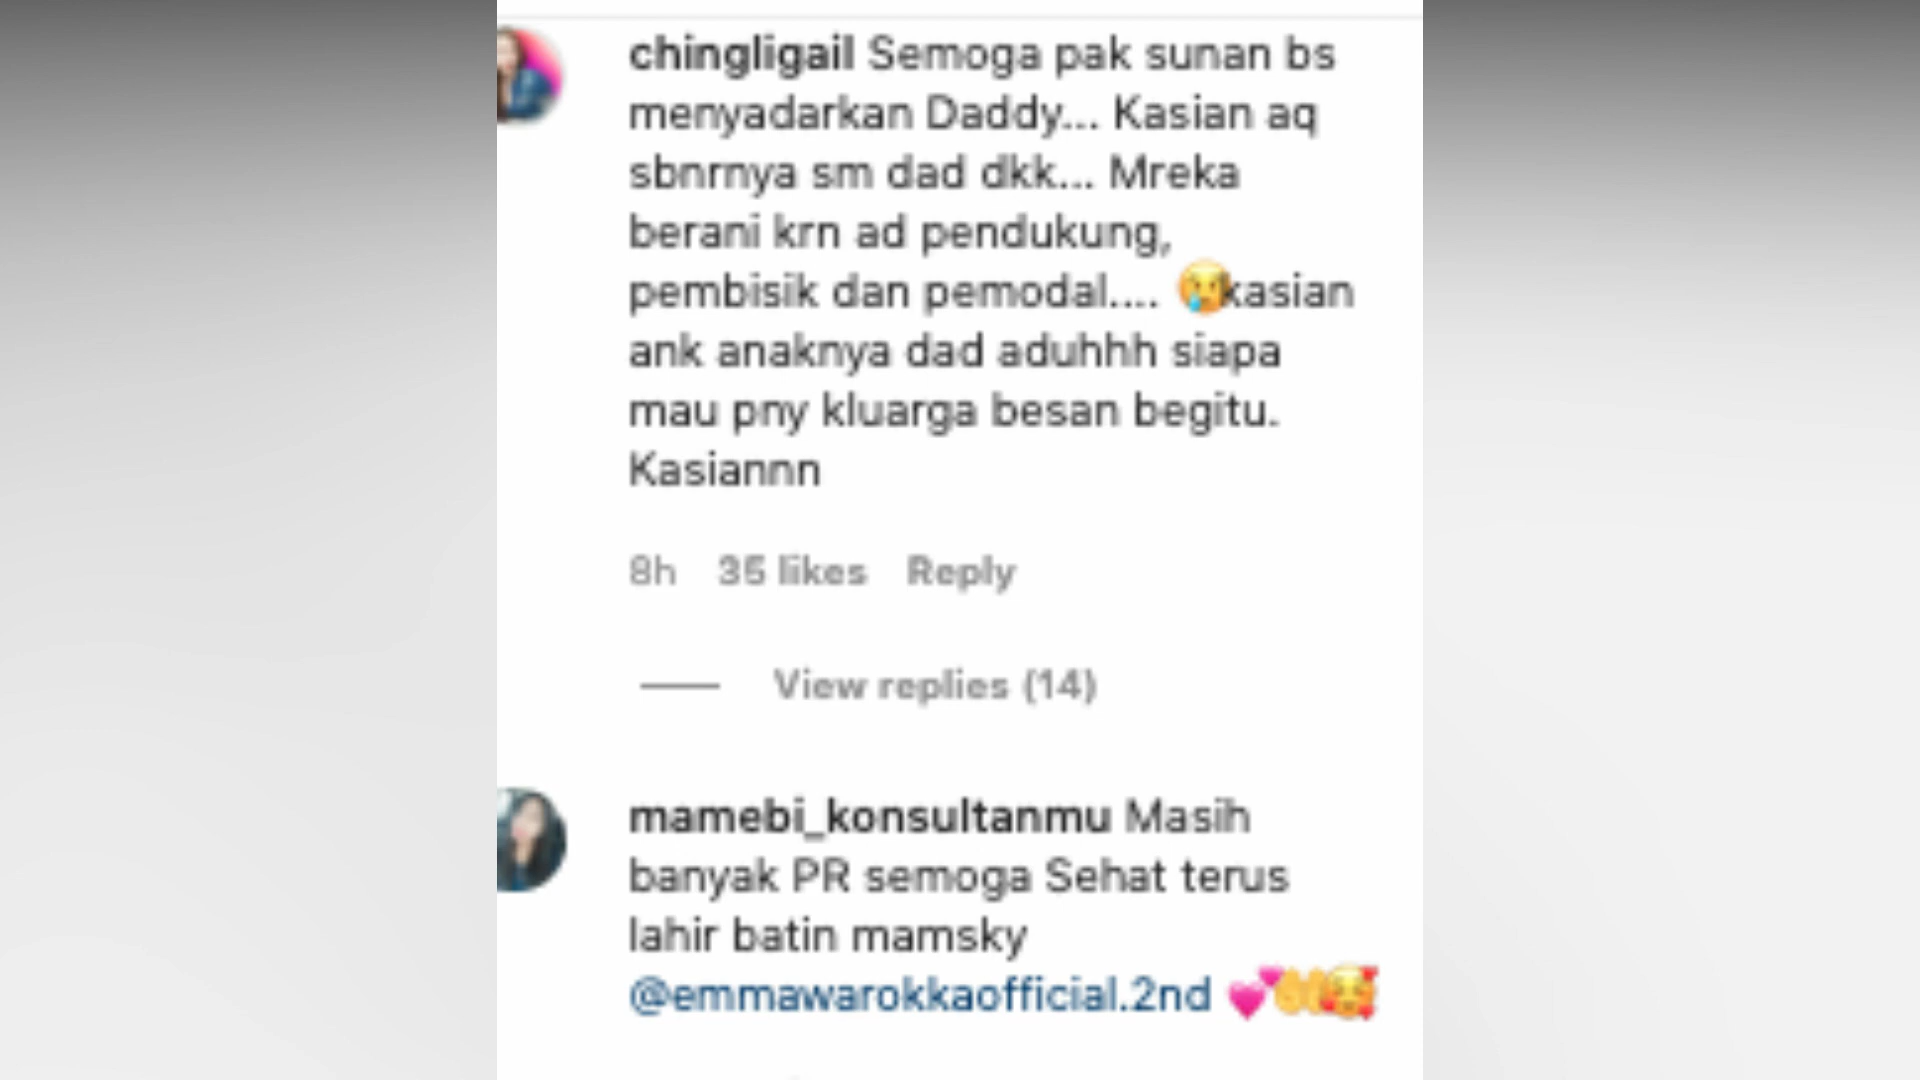 chingligail Semoga pak sunan bs
menyadarkan Daddy... Kasian aq
sbnrnya sm dad dkk... Mreka
berani krn ad pendukung,
pembisik dan pemodal.... 😢kasian
ank anaknya dad aduhhh siapa
mau pny kluarga besan begitu.
Kasiannn
8h 35 likes Reply
View replies (14)
mamebi_konsultanmu Masih
banyak PR semoga Sehat terus
lahir batin mamsky
@emmawarokkaofficial.2nd 💕🤲🥰